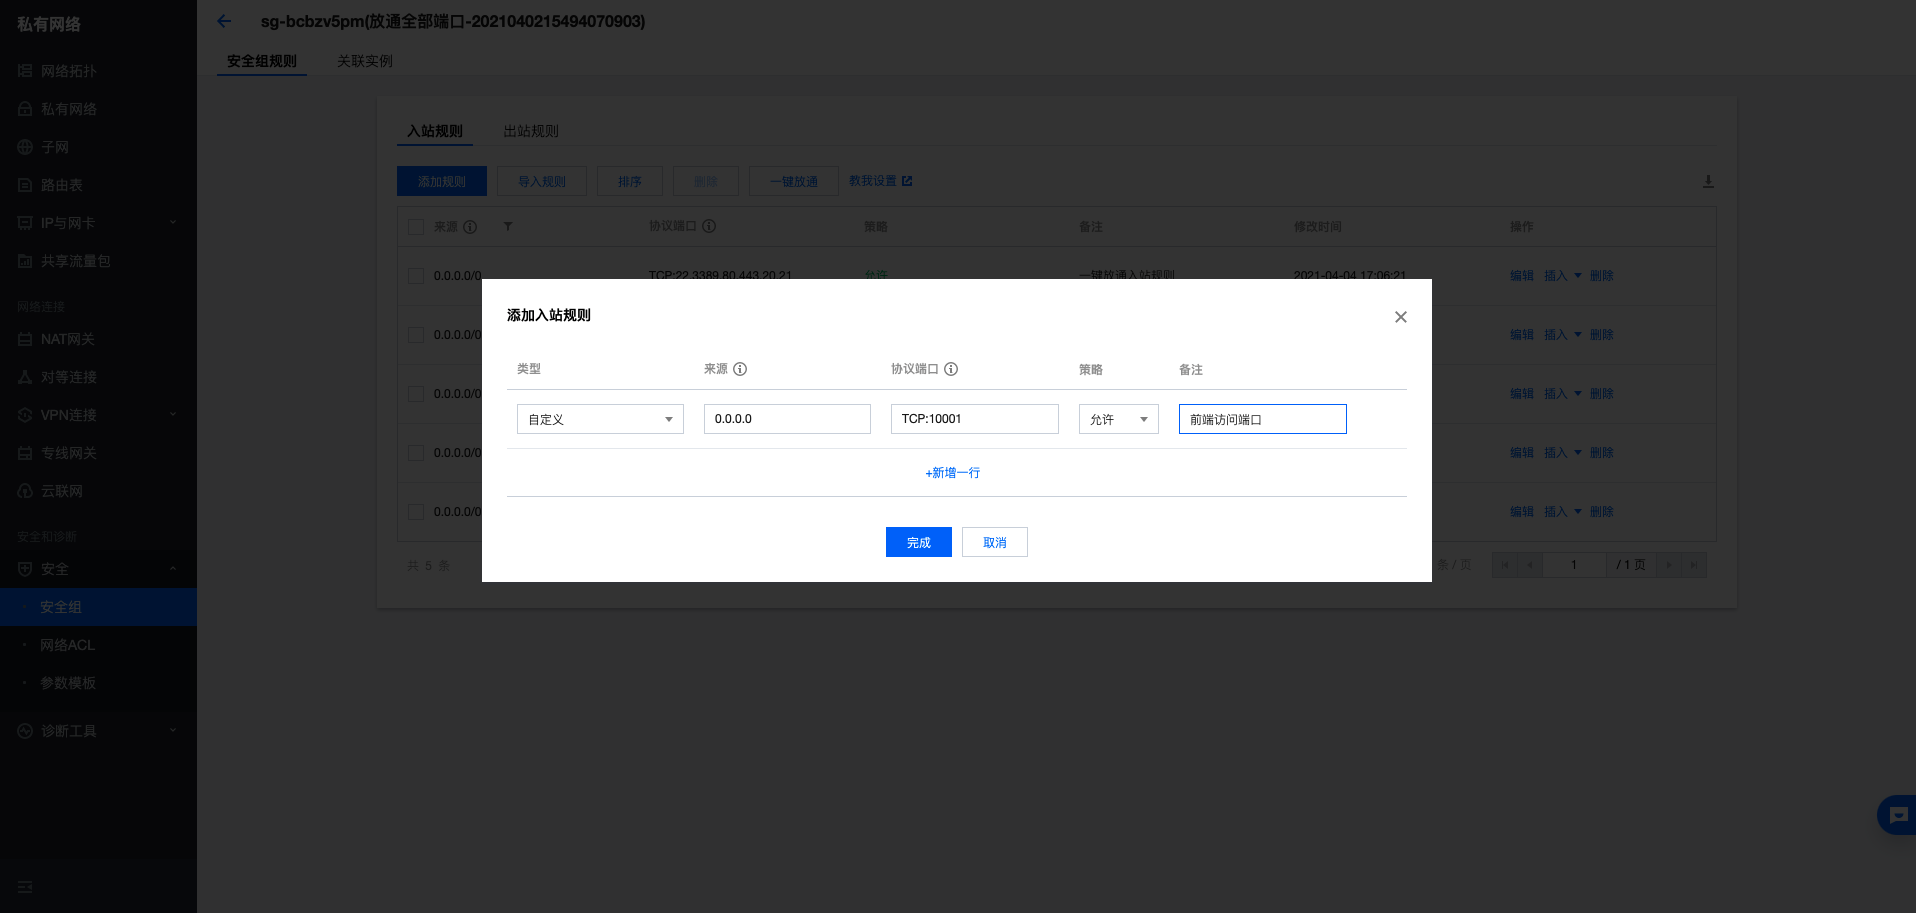 私有网络
网络拓扑
私有网络
子网
路由表
IP与网卡
共享流量包
网络连接
NAT网关
对等连接
VPN连接
专线网关
云联网
安全和诊断
安全
安全组
网络ACL
参数模板
诊断工具
sg-bcbzv5pm(放通全部端口-2021040215494070903)
安全组规则 关联实例
入站规则 出站规则
添加规则 导入规则 排序 删除 一键放通 教我设置
来源 协议端口 策略 备注 修改时间 操作
0.0.0.0/0 TCP:22,3389,80,443,20,21 允许 一键放通入站规则 2021-04-04 17:06:21 编辑 插入 删除
0.0.0.0/0 编辑 插入 删除
0.0.0.0/0 编辑 插入 删除
0.0.0.0/0 编辑 插入 删除
0.0.0.0/0 编辑 插入 删除
共 5 条 条 / 页 1 / 1 页
添加入站规则
类型 来源 协议端口 策略 备注
自定义 0.0.0.0 TCP:10001 允许 前端访问端口
+新增一行
完成 取消